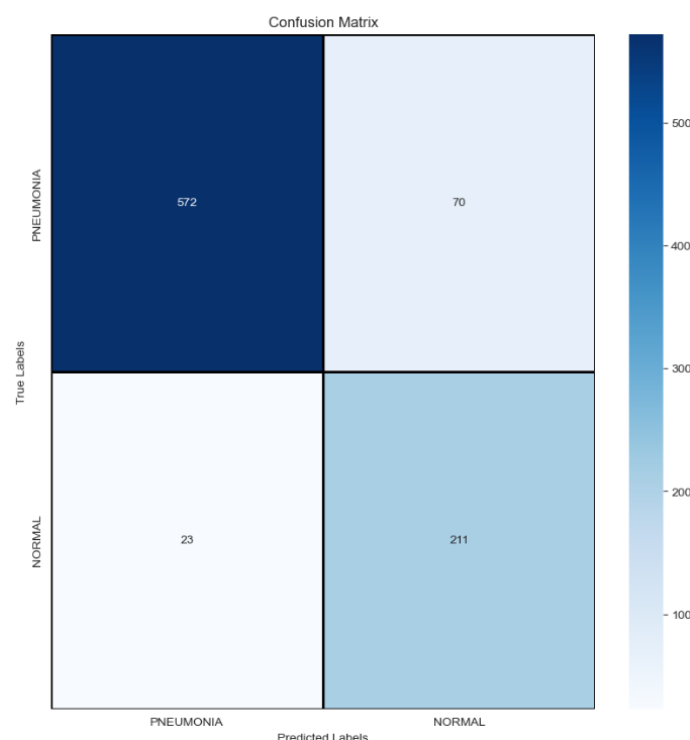 Confusion Matrix
PNEUMONIA
572
70
500
400
True Labels
300
NORMAL
23
211
200
100
PNEUMONIA
NORMAL
Predicted Labels